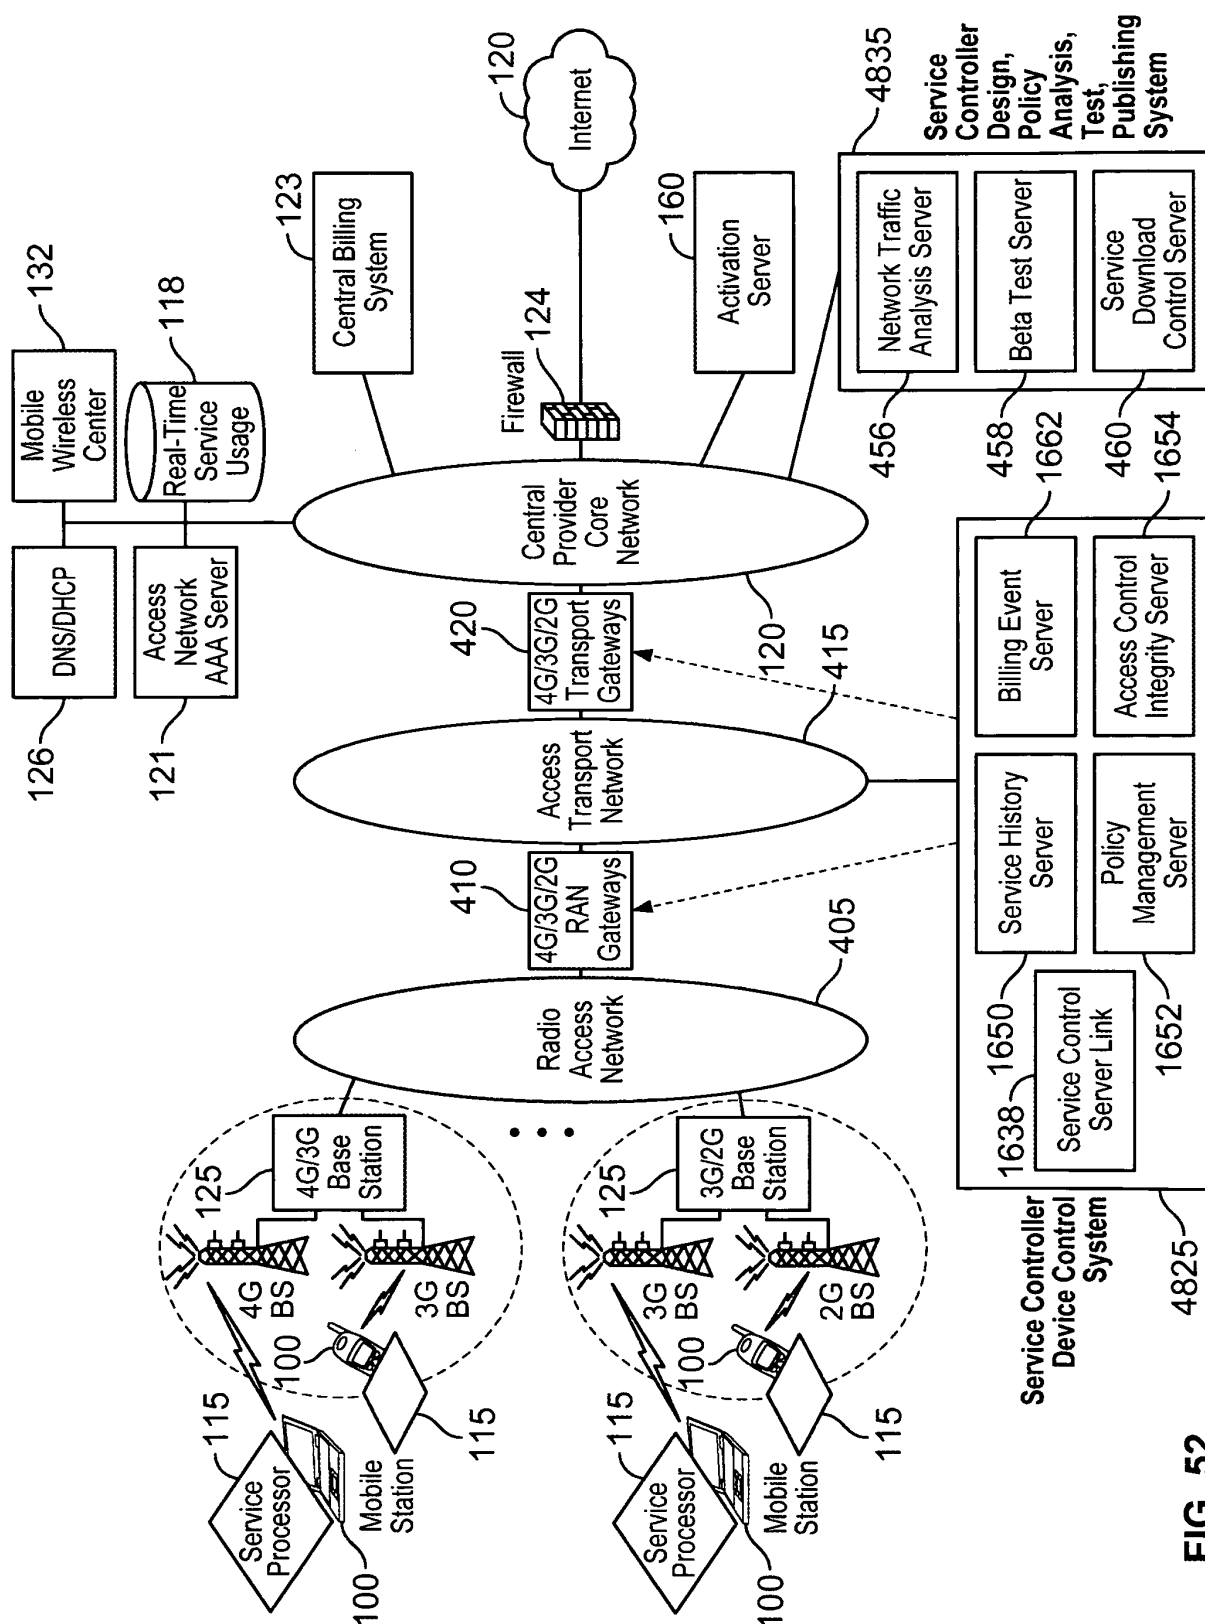 126
DNS/DHCP
Mobile
Wireless
Center
132
121
Access
Network
AAA Server
Real-Time
Service
Usage
118
100
Service
Processor
115
Mobile
Station
100
115
4G
BS
3G
BS
125
4G/3G
Base
Station
100
Service
Processor
115
Mobile
Station
100
115
3G
BS
2G
BS
125
3G/2G
Base
Station
Radio
Access
Network
405
4G/3G/2G
RAN
Gateways
410
Access
Transport
Network
415
4G/3G/2G
Transport
Gateways
420
Central
Provider
Core
Network
120
Central Billing
System
123
Firewall
124
Internet
120
Activation
Server
160
Service Controller
Device Control
System
4825
1638
Service Control
Server Link
1650
Service History
Server
1652
Policy
Management
Server
Billing Event
Server
1662
Access Control
Integrity Server
1654
456
Network Traffic
Analysis Server
458
Beta Test Server
460
Service
Download
Control Server
4835
Service
Controller
Design,
Policy
Analysis,
Test,
Publishing
System
FIG. 52